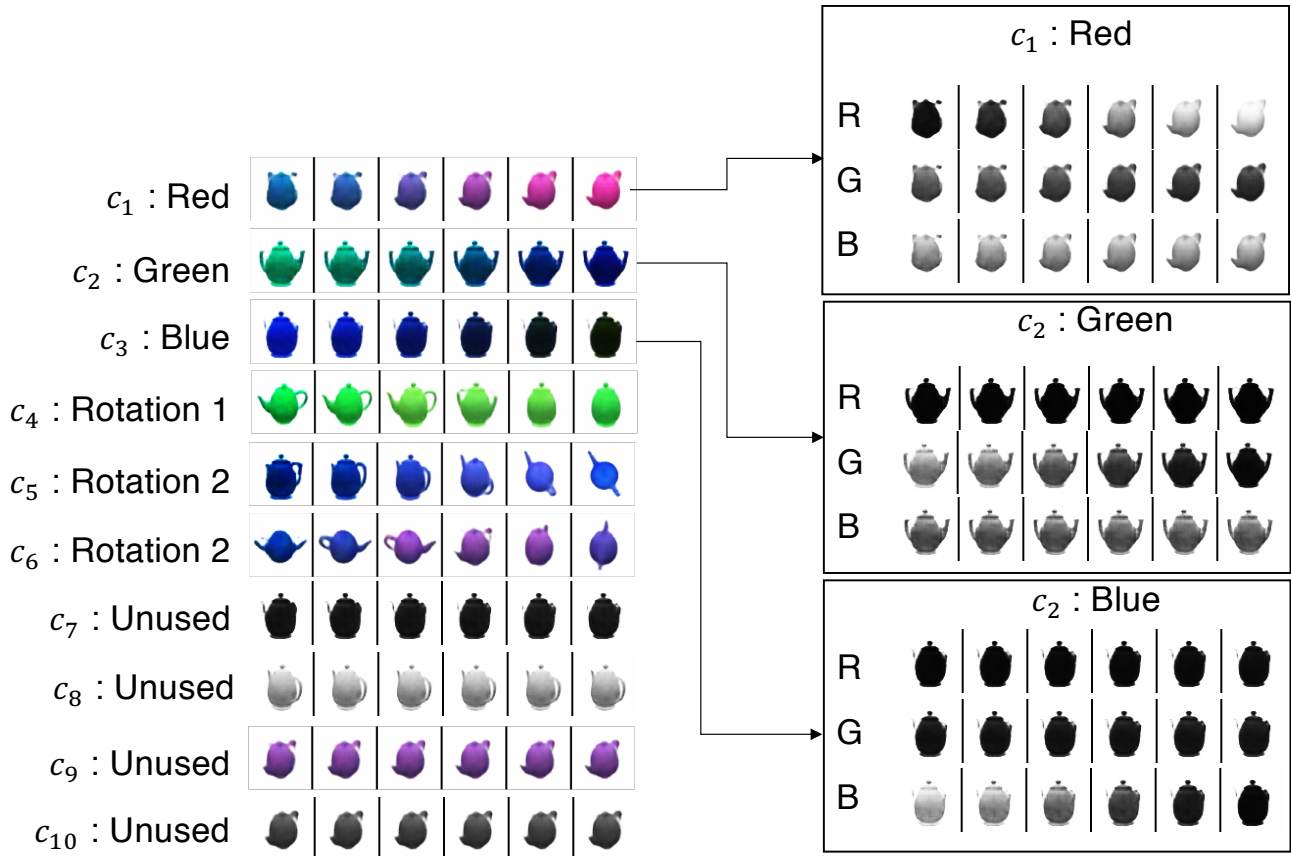 c₁ : Red
c₂ : Green
c₃ : Blue
c₄ : Rotation 1
c₅ : Rotation 2
c₆ : Rotation 2
c₇ : Unused
c₈ : Unused
c₉ : Unused
c₁₀ : Unused
c₁ : Red
R
G
B
c₂ : Green
R
G
B
c₂ : Blue
R
G
B